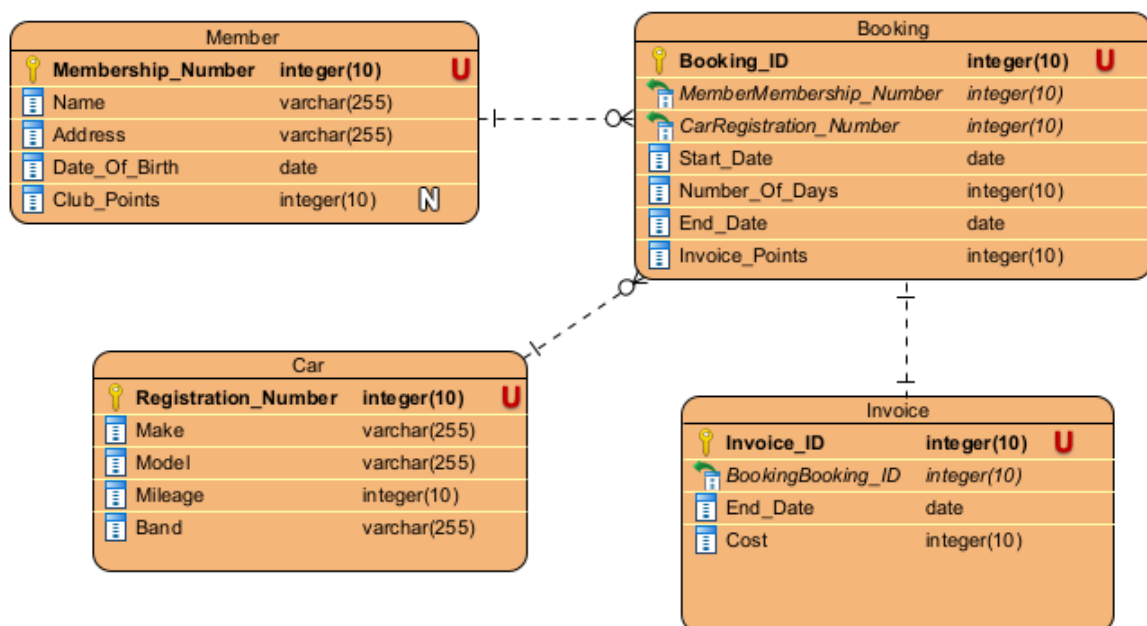 Member
Membership_Number integer(10) U
Name varchar(255)
Address varchar(255)
Date_Of_Birth date
Club_Points integer(10) N
Booking
Booking_ID integer(10) U
MemberMembership_Number integer(10)
CarRegistration_Number integer(10)
Start_Date date
Number_Of_Days integer(10)
End_Date date
Invoice_Points integer(10)
Car
Registration_Number integer(10) U
Make varchar(255)
Model varchar(255)
Mileage integer(10)
Band varchar(255)
Invoice
Invoice_ID integer(10) U
BookingBooking_ID integer(10)
End_Date date
Cost integer(10)